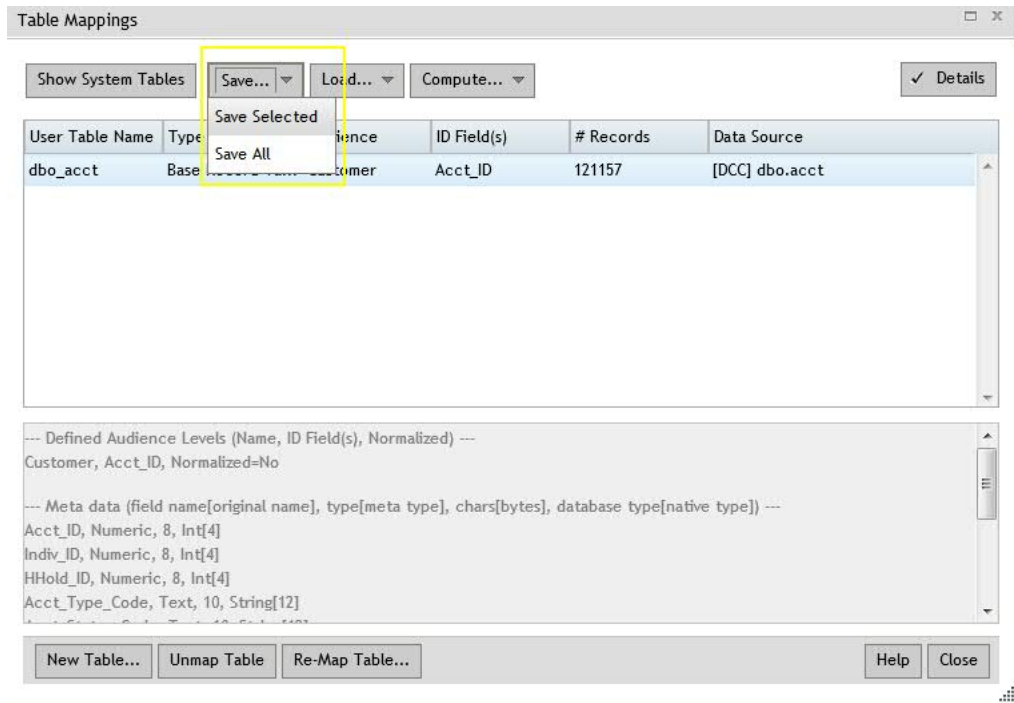 Table Mappings
Show System Tables Save... Load... Compute... ✓ Details
Save Selected
Save All
User Table Name Type ience ID Field(s) # Records Data Source
dbo_acct Base tomer Acct_ID 121157 [DCC] dbo.acct
--- Defined Audience Levels (Name, ID Field(s), Normalized) ---
Customer, Acct_ID, Normalized=No
--- Meta data (field name[original name], type[meta type], chars[bytes], database type[native type]) ---
Acct_ID, Numeric, 8, Int[4]
Indiv_ID, Numeric, 8, Int[4]
HHold_ID, Numeric, 8, Int[4]
Acct_Type_Code, Text, 10, String[12]
New Table... Unmap Table Re-Map Table... Help Close